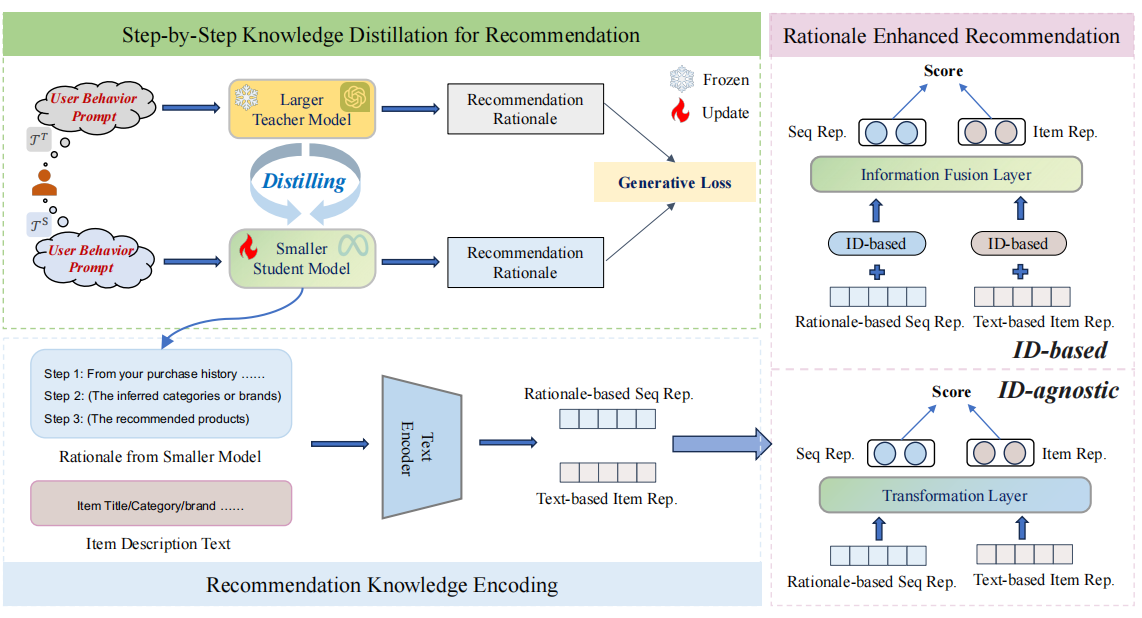 Step-by-Step Knowledge Distillation for Recommendation
User Behavior
Prompt
𝒯ᵀ
Larger
Teacher Model
Recommendation
Rationale
Frozen
Update
Distilling
Generative Loss
𝒯ˢ
User Behavior
Prompt
Smaller
Student Model
Recommendation
Rationale
Step 1: From your purchase history ……
Step 2: (The inferred categories or brands)
Step 3: (The recommended products)
Rationale from Smaller Model
Item Title/Category/brand ……
Item Description Text
Text
Encoder
Rationale-based Seq Rep.
Text-based Item Rep.
Recommendation Knowledge Encoding
Rationale Enhanced Recommendation
Score
Seq Rep.
Item Rep.
Information Fusion Layer
ID-based
ID-based
Rationale-based Seq Rep.
Text-based Item Rep.
ID-based
ID-agnostic
Score
Seq Rep.
Item Rep.
Transformation Layer
Rationale-based Seq Rep.
Text-based Item Rep.